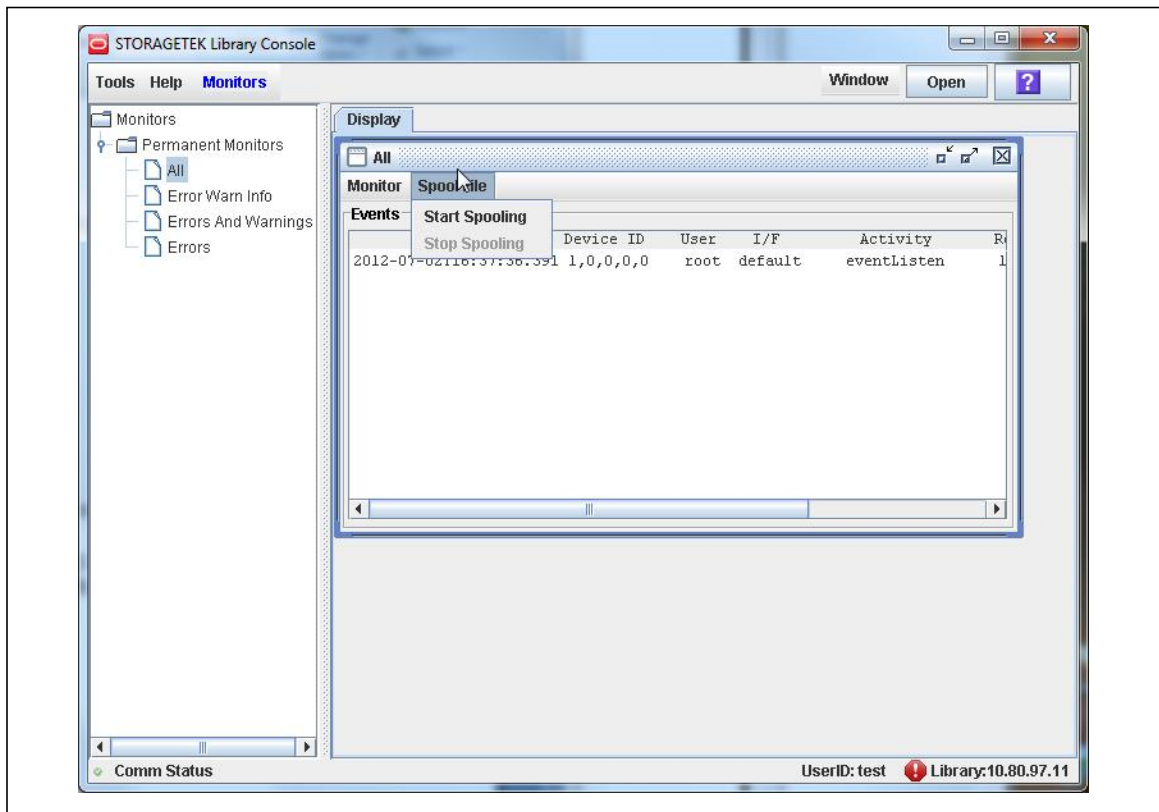 STORAGETEK Library Console
Tools Help Monitors Window Open ?
Monitors
Permanent Monitors
All
Error Warn Info
Errors And Warnings
Errors
Display
All
Monitor
Events
Start Spooling
Stop Spooling
Device ID User I/F Activity
1,0,0,0,0 root default eventListen
Comm Status UserID: test Library:10.80.97.11